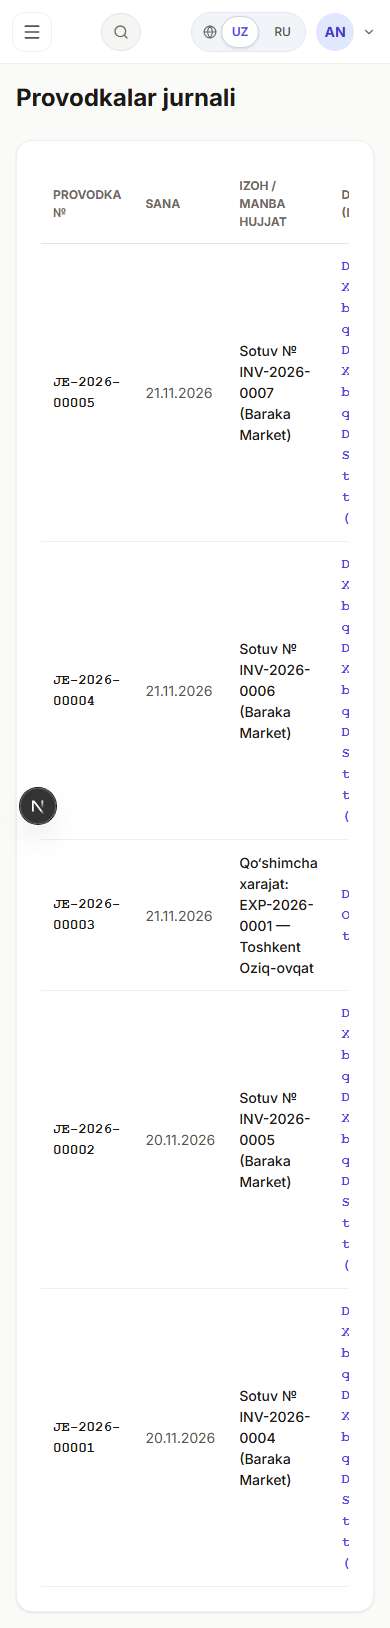 UZ RU AN
Provodkalar jurnali
PROVODKA
№
SANA
IZOH /
MANBA
HUJJAT
JE-2026-
00005
21.11.2026
Sotuv №
INV-2026-
0007
(Baraka
Market)
JE-2026-
00004
21.11.2026
Sotuv №
INV-2026-
0006
(Baraka
Market)
JE-2026-
00003
21.11.2026
Qo‘shimcha
xarajat:
EXP-2026-
0001 —
Toshkent
Oziq-ovqat
JE-2026-
00002
20.11.2026
Sotuv №
INV-2026-
0005
(Baraka
Market)
JE-2026-
00001
20.11.2026
Sotuv №
INV-2026-
0004
(Baraka
Market)